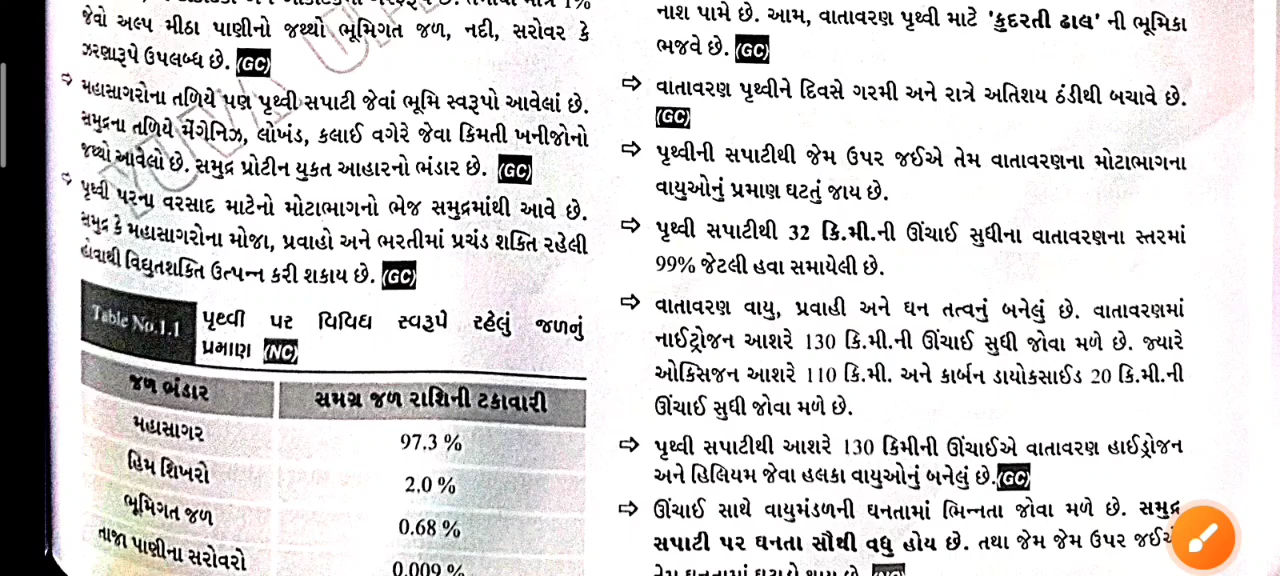 જેવો અલ્પ મીઠા પાણીનો જથ્થો ભૂમિગત જળ, નદી, સરોવર કે
ઝરણારૂપે ઉપલબ્ધ છે. (GC)
⇨ મહાસાગરોના તળિયે પણ પૃથ્વી સપાટી જેવાં ભૂમિ સ્વરૂપો આવેલાં છે.
સમુદ્રના તળિયે મેંગેનિઝ, લોખંડ, કલાઈ વગેરે જેવા કિમતી ખનીજોનો
જથ્થો આવેલાં છે. સમુદ્ર પ્રોટીન યુકત આહારનો ભંડાર છે. (GC)
⇨ પૃથ્વી પરના વરસાદ માટેનો મોટાભાગનો ભેજ સમુદ્રમાંથી આવે છે.
સમુદ્ર કે મહાસાગરોના મોજા, પ્રવાહો અને ભરતીમાં પ્રચંડ શક્તિ રહેલી
હોવાથી વિદ્યુતશક્તિ ઉત્પન્ન કરી શકાય છે. (GC)
Table No.1.1 પૃથ્વી પર વિવિધ સ્વરૂપે રહેલું જળનું
પ્રમાણ (NC)
જળ ભંડાર સમગ્ર જળ રાશિની ટકાવારી
મહાસાગર 97.3 %
હિમ શિખરો 2.0 %
ભૂમિગત જળ 0.68 %
તાજા પાણીના સરોવરો 0.009 %
નાશ પામે છે. આમ, વાતાવરણ પૃથ્વી માટે 'કુદરતી ઢાલ' ની ભૂમિકા
ભજવે છે. (GC)
⇨ વાતાવરણ પૃથ્વીને દિવસે ગરમી અને રાત્રે અતિશય ઠંડીથી બચાવે છે.
(GC)
⇨ પૃથ્વીની સપાટીથી જેમ ઉપર જઈએ તેમ વાતાવરણના મોટાભાગના
વાયુઓનું પ્રમાણ ઘટતું જાય છે.
⇨ પૃથ્વી સપાટીથી 32 કિ.મી.ની ઊંચાઈ સુધીના વાતાવરણના સ્તરમાં
99% જેટલી હવા સમાયેલી છે.
⇨ વાતાવરણ વાયુ, પ્રવાહી અને ઘન તત્વનું બનેલું છે. વાતાવરણમાં
નાઈટ્રોજન આશરે 130 કિ.મી.ની ઊંચાઈ સુધી જોવા મળે છે. જ્યારે
ઓકિસજન આશરે 110 કિ.મી. અને કાર્બન ડાયોકસાઈડ 20 કિ.મી.ની
ઊંચાઈ સુધી જોવા મળે છે.
⇨ પૃથ્વી સપાટીથી આશરે 130 કિમીની ઊંચાઈએ વાતાવરણ હાઈડ્રોજન
અને હિલિયમ જેવા હલકા વાયુઓનું બનેલું છે.(GC)
⇨ ઊંચાઈ સાથે વાયુમંડળની ઘનતામાં ભિન્નતા જોવા મળે છે. સમુદ્ર
સપાટી પર ઘનતા સૌથી વધુ હોય છે. તથા જેમ જેમ ઉપર